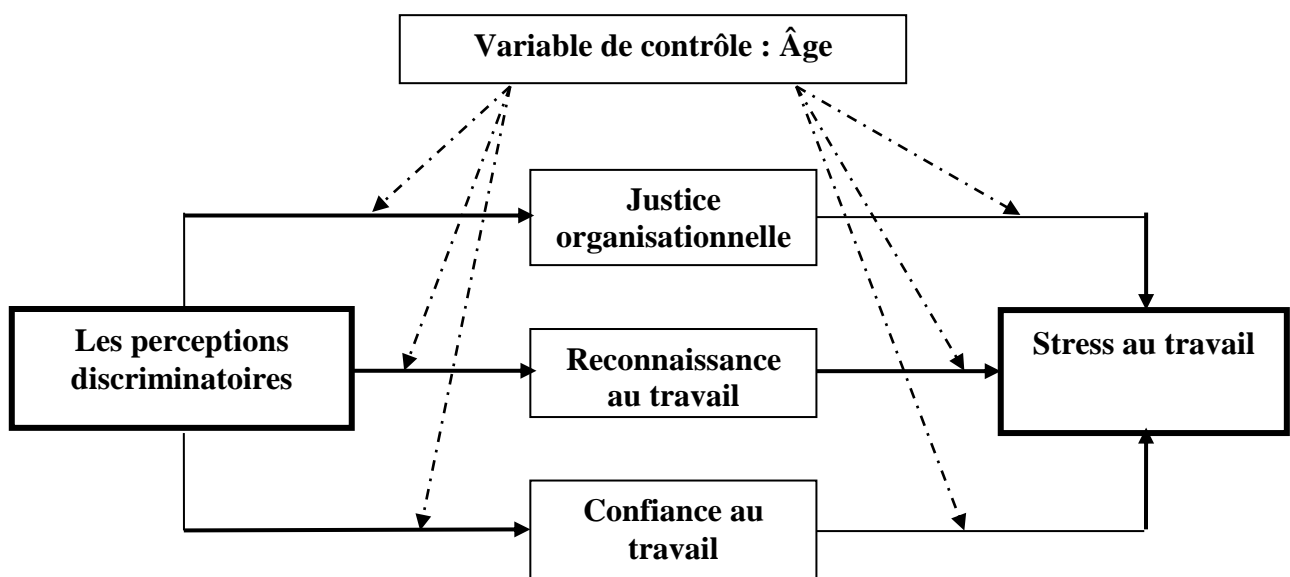 Variable de contrôle : Âge
Justice
organisationnelle
Les perceptions
discriminatoires
Reconnaissance
au travail
Stress au travail
Confiance au
travail